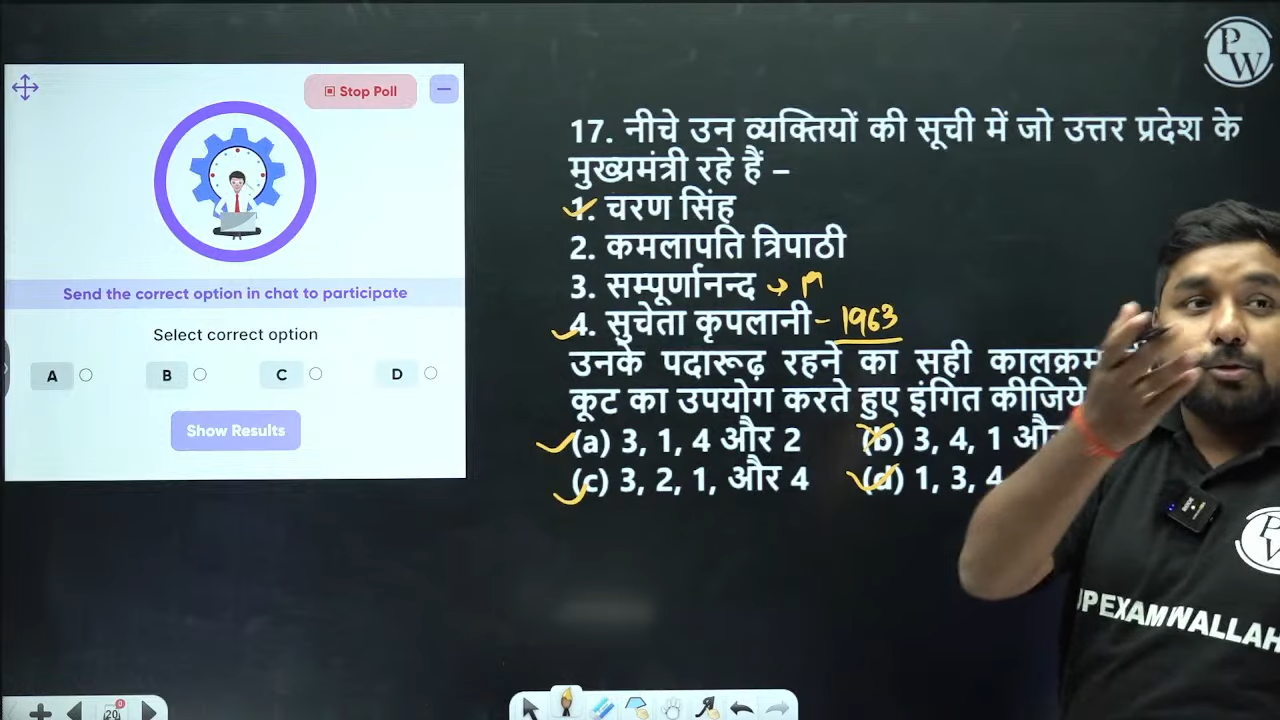 PW
Stop Poll
Send the correct option in chat to participate
Select correct option
A
B
C
D
Show Results
17. नीचे उन व्यक्तियों की सूची में जो उत्तर प्रदेश के
मुख्यमंत्री रहे हैं –
1. चरण सिंह
2. कमलापति त्रिपाठी
3. सम्पूर्णानन्द
4. सुचेता कृपलानी - 1963
उनके पदारूढ़ रहने का सही कालक्रम
कूट का उपयोग करते हुए इंगित कीजिये
(a) 3, 1, 4 और 2 (b) 3, 4, 1
(c) 3, 2, 1, और 4 (d) 1, 3, 4
UPEXAMWALLAH
20